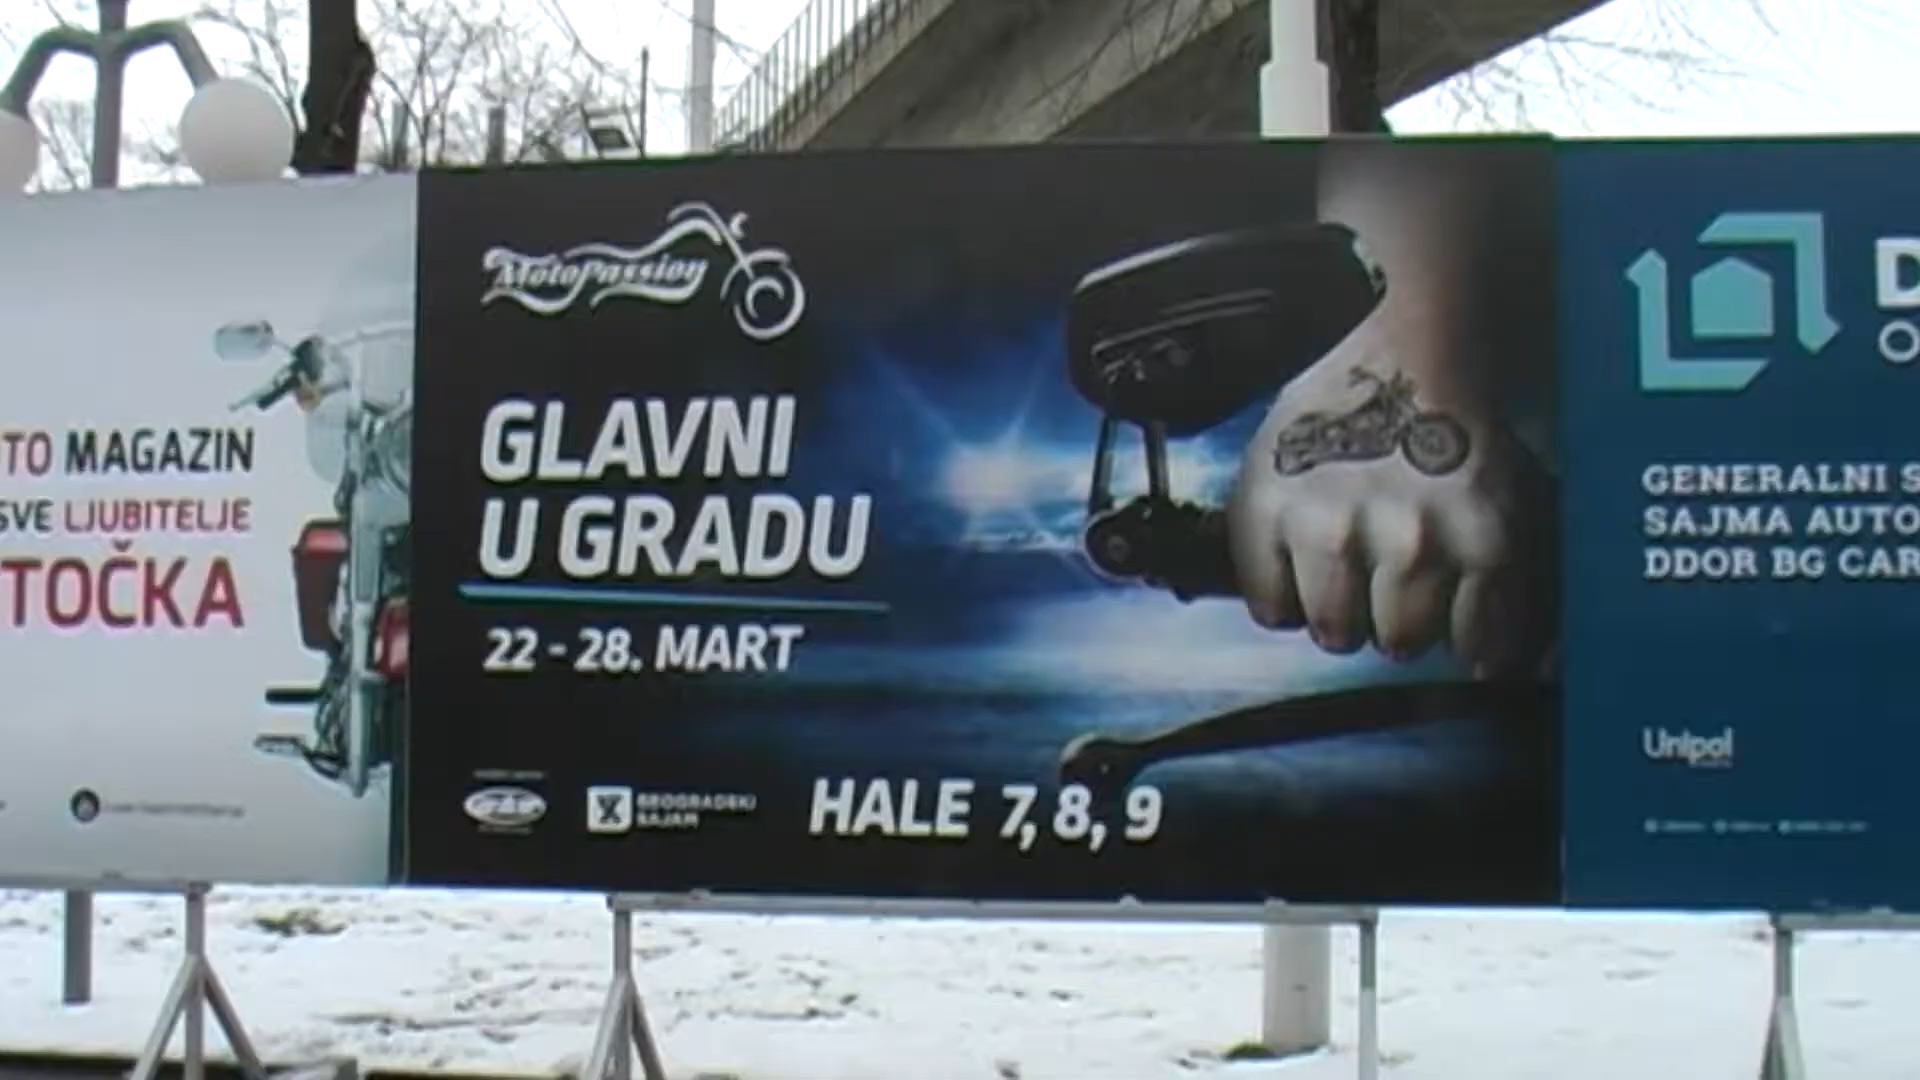 MAGAZIN
SVE LJUBITELJE
TOČKA
MotoPassion
GLAVNI
U GRADU
22 - 28. MART
BEOGRADSKI
SAJAM
HALE 7, 8, 9
GENERALNI
SAJMA AUTO
DDOR BG CAR
Unipol